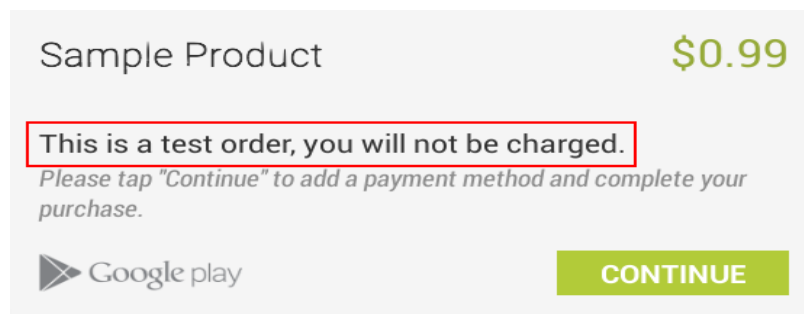 Sample Product $0.99
This is a test order, you will not be charged.
Please tap "Continue" to add a payment method and complete your
purchase.
Google play CONTINUE